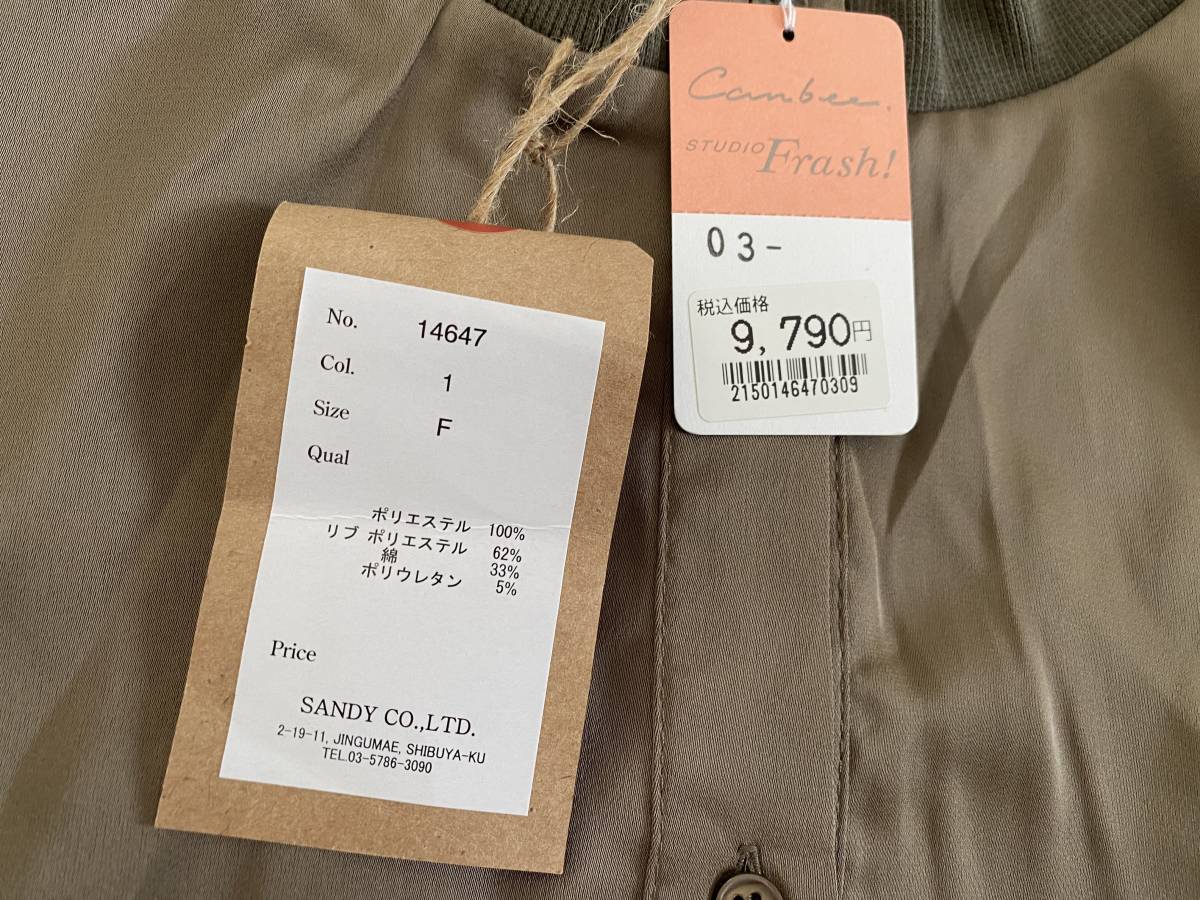 Canbee.
STUDIO Frash!
03-
税込価格
9,790円
2150146470309
No. 14647
Col. 1
Size F
Qual
ポリエステル 100%
リブ ポリエステル 62%
綿 33%
ポリウレタン 5%
Price
SANDY CO.,LTD.
2-19-11, JINGUMAE, SHIBUYA-KU
TEL.03-5786-3090